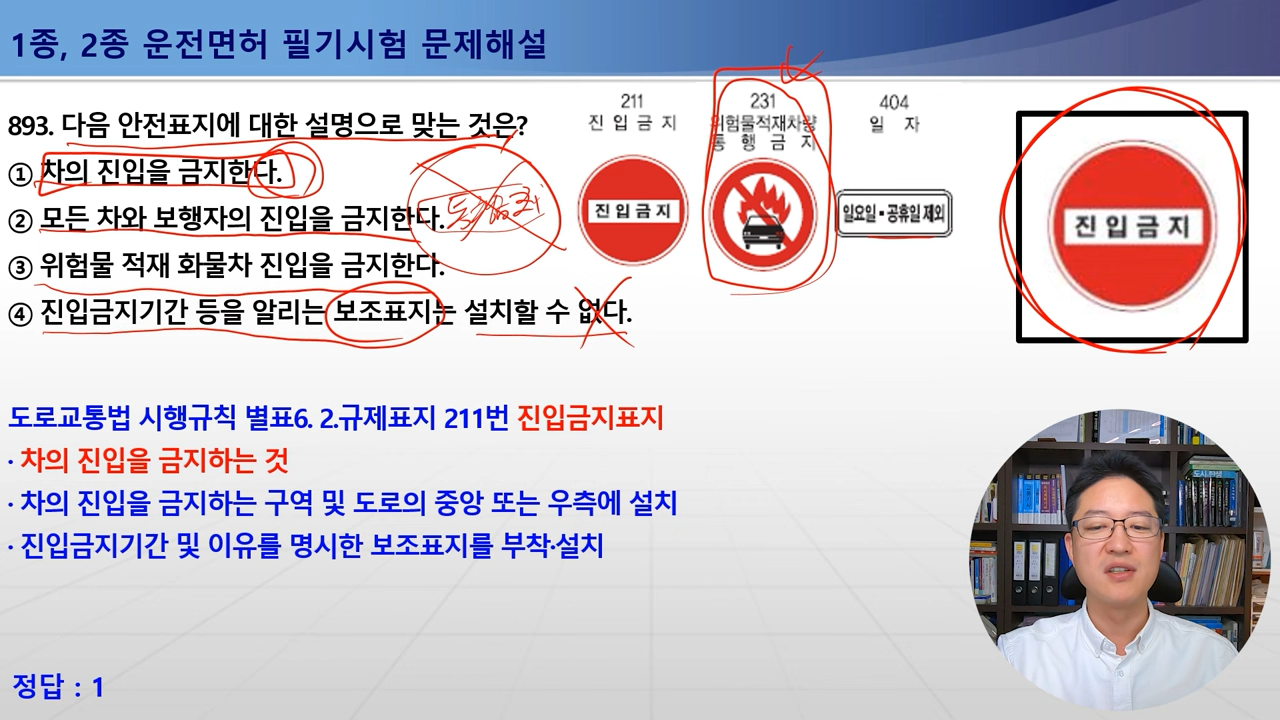 1종, 2종 운전면허 필기시험 문제해설
893. 다음 안전표지에 대한 설명으로 맞는 것은?
① 차의 진입을 금지한다.
② 모든 차와 보행자의 진입을 금지한다.
③ 위험물 적재 화물차 진입을 금지한다.
④ 진입금지기간 등을 알리는 보조표지는 설치할 수 없다.
211
진 입 금 지
진입금지
231
위험물적재차량
통 행 금 지
404
일 자
일요일·공휴일 제외
진입금지
도로교통법 시행규칙 별표6. 2.규제표지 211번 진입금지표지
· 차의 진입을 금지하는 것
· 차의 진입을 금지하는 구역 및 도로의 중앙 또는 우측에 설치
· 진입금지기간 및 이유를 명시한 보조표지를 부착·설치
정답 : 1